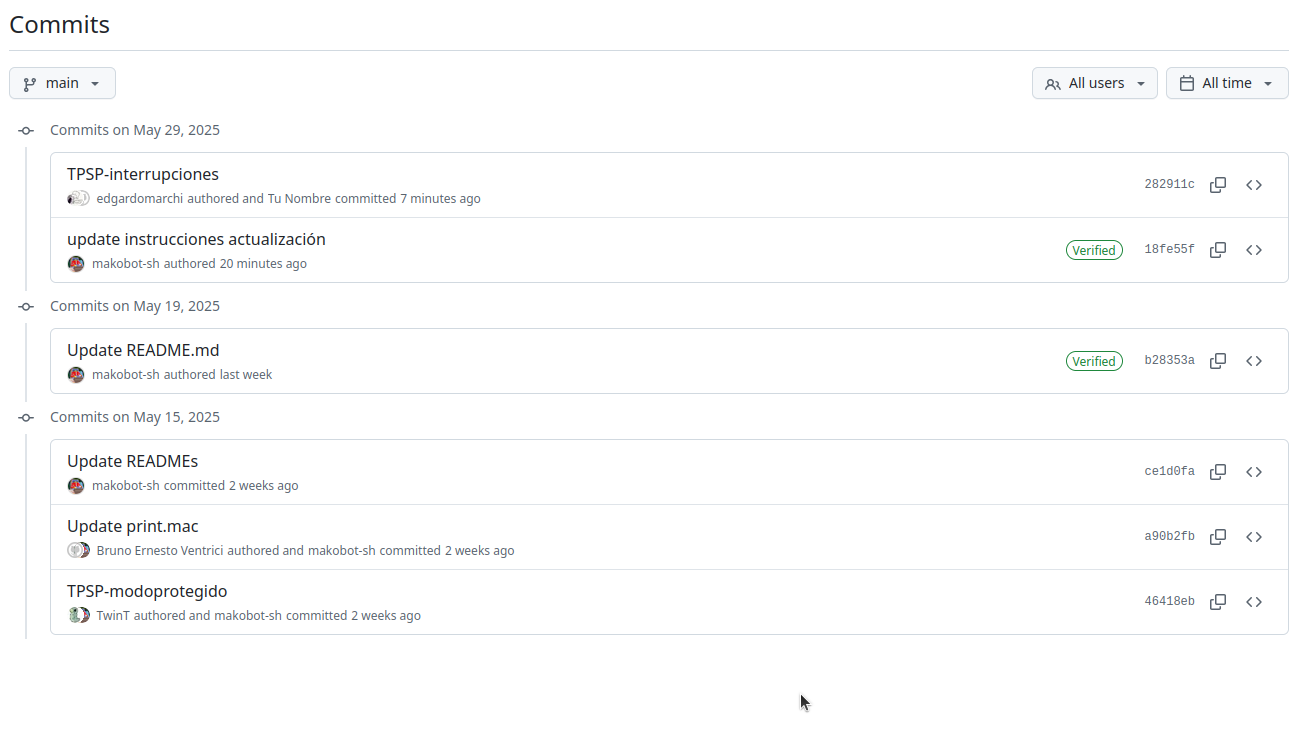 Commits
main
All users
All time
Commits on May 29, 2025
TPSP-interrupciones
edgardomarchi authored and Tu Nombre committed 7 minutes ago
282911c
update instrucciones actualización
makobot-sh authored 20 minutes ago
Verified
18fe55f
Commits on May 19, 2025
Update README.md
makobot-sh authored last week
Verified
b28353a
Commits on May 15, 2025
Update READMEs
makobot-sh committed 2 weeks ago
ce1d0fa
Update print.mac
Bruno Ernesto Ventrici authored and makobot-sh committed 2 weeks ago
a90b2fb
TPSP-modoprotegido
TwinT authored and makobot-sh committed 2 weeks ago
46418eb